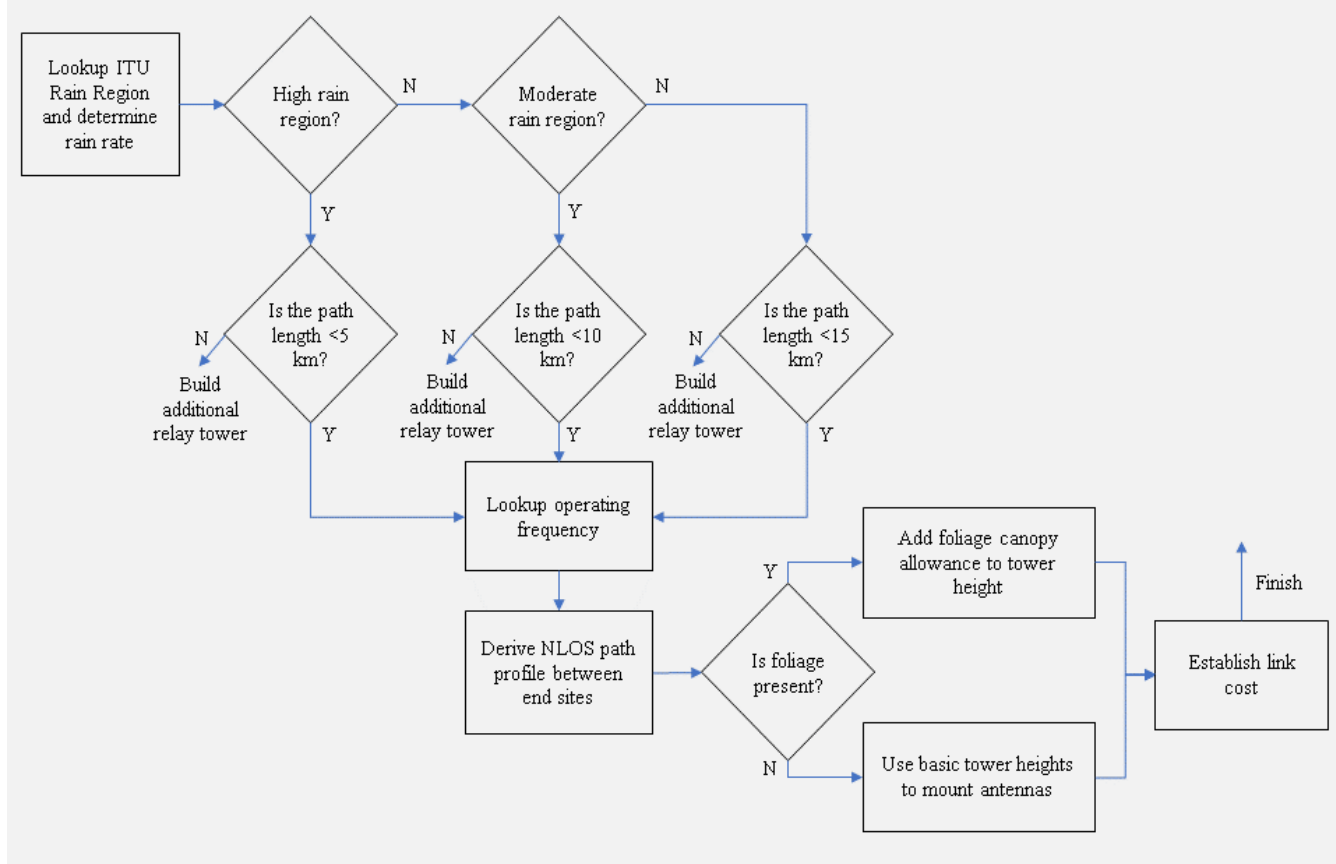 Lookup ITU
Rain Region
and determine
rain rate
High rain
region?
N
Moderate
rain region?
N
Y
Y
Is the path
length <5
km?
N
Build
additional
relay tower
Y
Is the path
length <10
km?
N
Build
additional
relay tower
Y
Is the path
length <15
km?
N
Build
additional
relay tower
Y
Lookup operating
frequency
Derive NLOS path
profile between
end sites
Is foliage
present?
Y
Add foliage canopy
allowance to tower
height
N
Use basic tower heights
to mount antennas
Establish link
cost
Finish